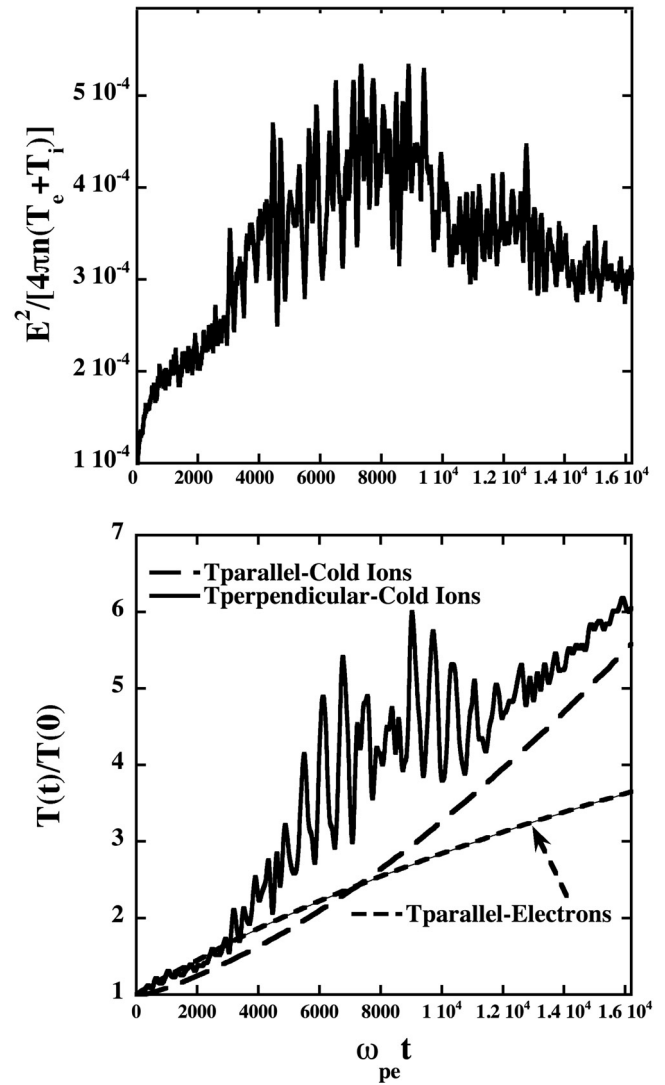 E²/[4πn(Tₑ+Tᵢ)]
5 10⁻⁴
4 10⁻⁴
3 10⁻⁴
2 10⁻⁴
1 10⁻⁴
0 2000 4000 6000 8000 1 10⁴ 1.2 10⁴ 1.4 10⁴ 1.6 10⁴
T(t)/T(0)
7
6
5
4
3
2
1
Tparallel-Cold Ions
Tperpendicular-Cold Ions
Tparallel-Electrons
0 2000 4000 6000 8000 1 10⁴ 1.2 10⁴ 1.4 10⁴ 1.6 10⁴
ωₚₑ t